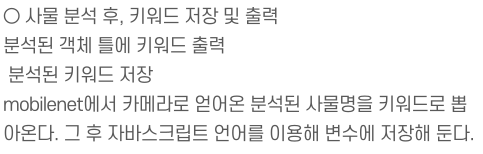 ○ 사물 분석 후, 키워드 저장 및 출력
분석된 객체 틀에 키워드 출력
분석된 키워드 저장
mobilenet에서 카메라로 얻어온 분석된 사물명을 키워드로 뽑
아온다. 그 후 자바스크립트 언어를 이용해 변수에 저장해 둔다.